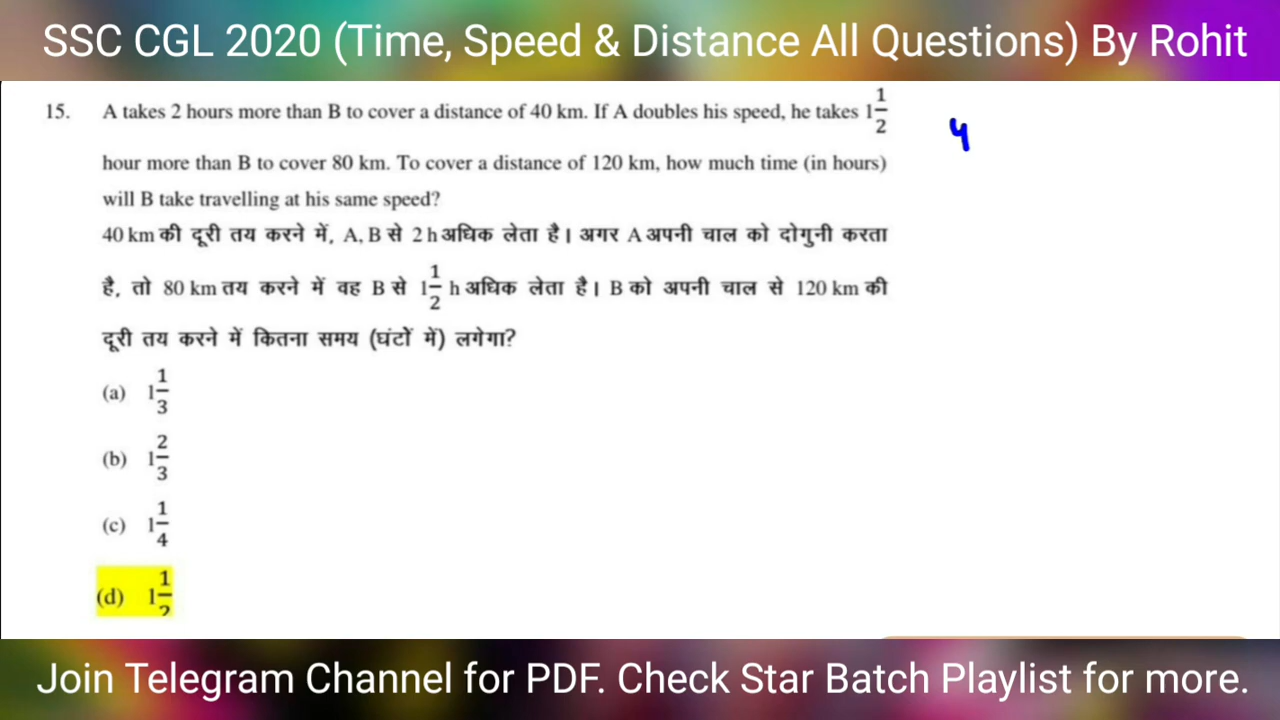 SSC CGL 2020 (Time, Speed & Distance All Questions) By Rohit
15. A takes 2 hours more than B to cover a distance of 40 km. If A doubles his speed, he takes 1 1/2
4
hour more than B to cover 80 km. To cover a distance of 120 km, how much time (in hours)
will B take travelling at his same speed?
40 km की दूरी तय करने में, A, B से 2 h अधिक लेता है। अगर A अपनी चाल को दोगुनी करता
है, तो 80 km तय करने में वह B से 1 1/2 h अधिक लेता है। B को अपनी चाल से 120 km की
दूरी तय करने में कितना समय (घंटों में) लगेगा?
(a) 1 1/3
(b) 1 2/3
(c) 1 1/4
(d) 1 1/2
Join Telegram Channel for PDF. Check Star Batch Playlist for more.